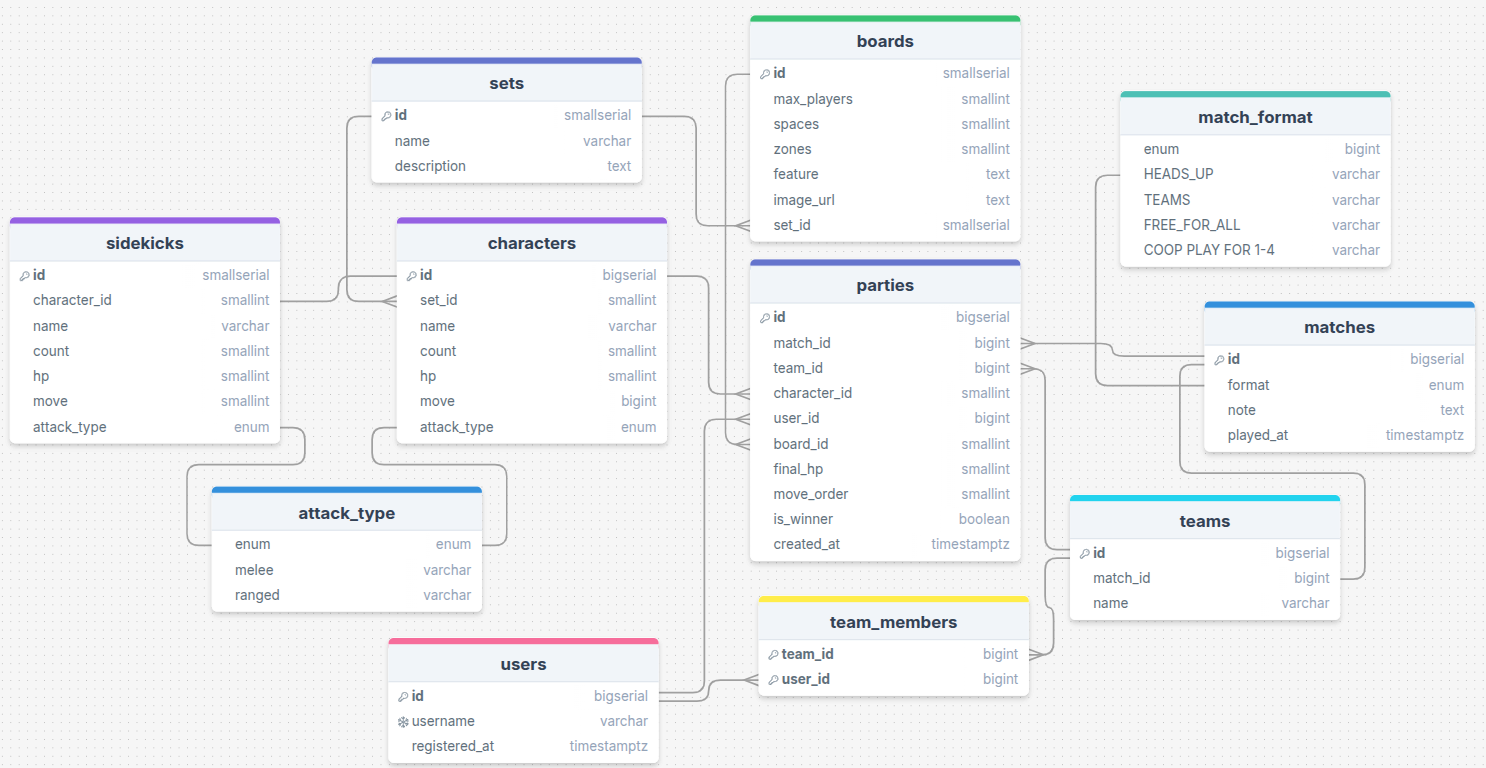 boards
id smallserial
max_players smallint
spaces smallint
zones smallint
feature text
image_url text
set_id smallserial
sets
id smallserial
name varchar
description text
match_format
enum bigint
HEADS_UP varchar
TEAMS varchar
FREE_FOR_ALL varchar
COOP PLAY FOR 1-4 varchar
sidekicks
id smallserial
character_id smallint
name varchar
count smallint
hp smallint
move smallint
attack_type enum
characters
id bigserial
set_id smallint
name varchar
count smallint
hp smallint
move bigint
attack_type enum
parties
id bigserial
match_id bigint
team_id bigint
character_id smallint
user_id bigint
board_id smallint
final_hp smallint
move_order smallint
is_winner boolean
created_at timestamptz
matches
id bigserial
format enum
note text
played_at timestamptz
attack_type
enum enum
melee varchar
ranged varchar
teams
id bigserial
match_id bigint
name varchar
team_members
team_id bigint
user_id bigint
users
id bigserial
username varchar
registered_at timestamptz